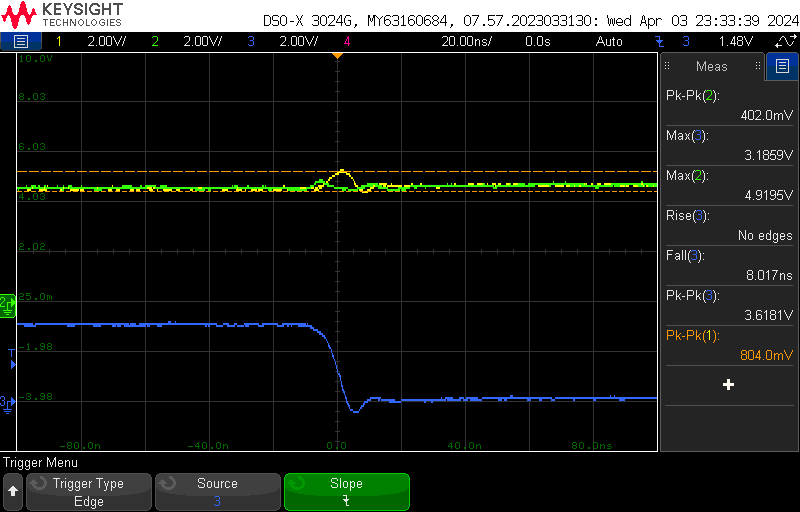 KEYSIGHT
TECHNOLOGIES
DSO-X 3024G, MY63160684, 07.57.2023033130: Wed Apr 03 23:33:39 2024
1 2.00V/ 2 2.00V/ 3 2.00V/ 4 20.00ns/ 0.0s Auto 3 1.48V
10.0V
8.03
6.03
4.03
2.02
25.0m
-1.98
-3.98
2
T
3
-80.0n -40.0n 0.0 40.0n 80.0ns
Meas
Pk-Pk(2):
402.0mV
Max(3):
3.1859V
Max(2):
4.9195V
Rise(3):
No edges
Fall(3):
8.017ns
Pk-Pk(3):
3.6181V
Pk-Pk(1):
804.0mV
Trigger Menu
Trigger Type
Edge
Source
3
Slope